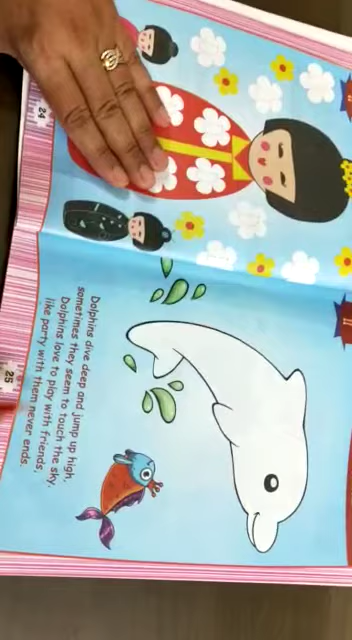 24
Dolphins dive deep and jump up high,
sometimes they seem to touch the sky.
Dolphins love to play with friends,
like party with them never ends.
25